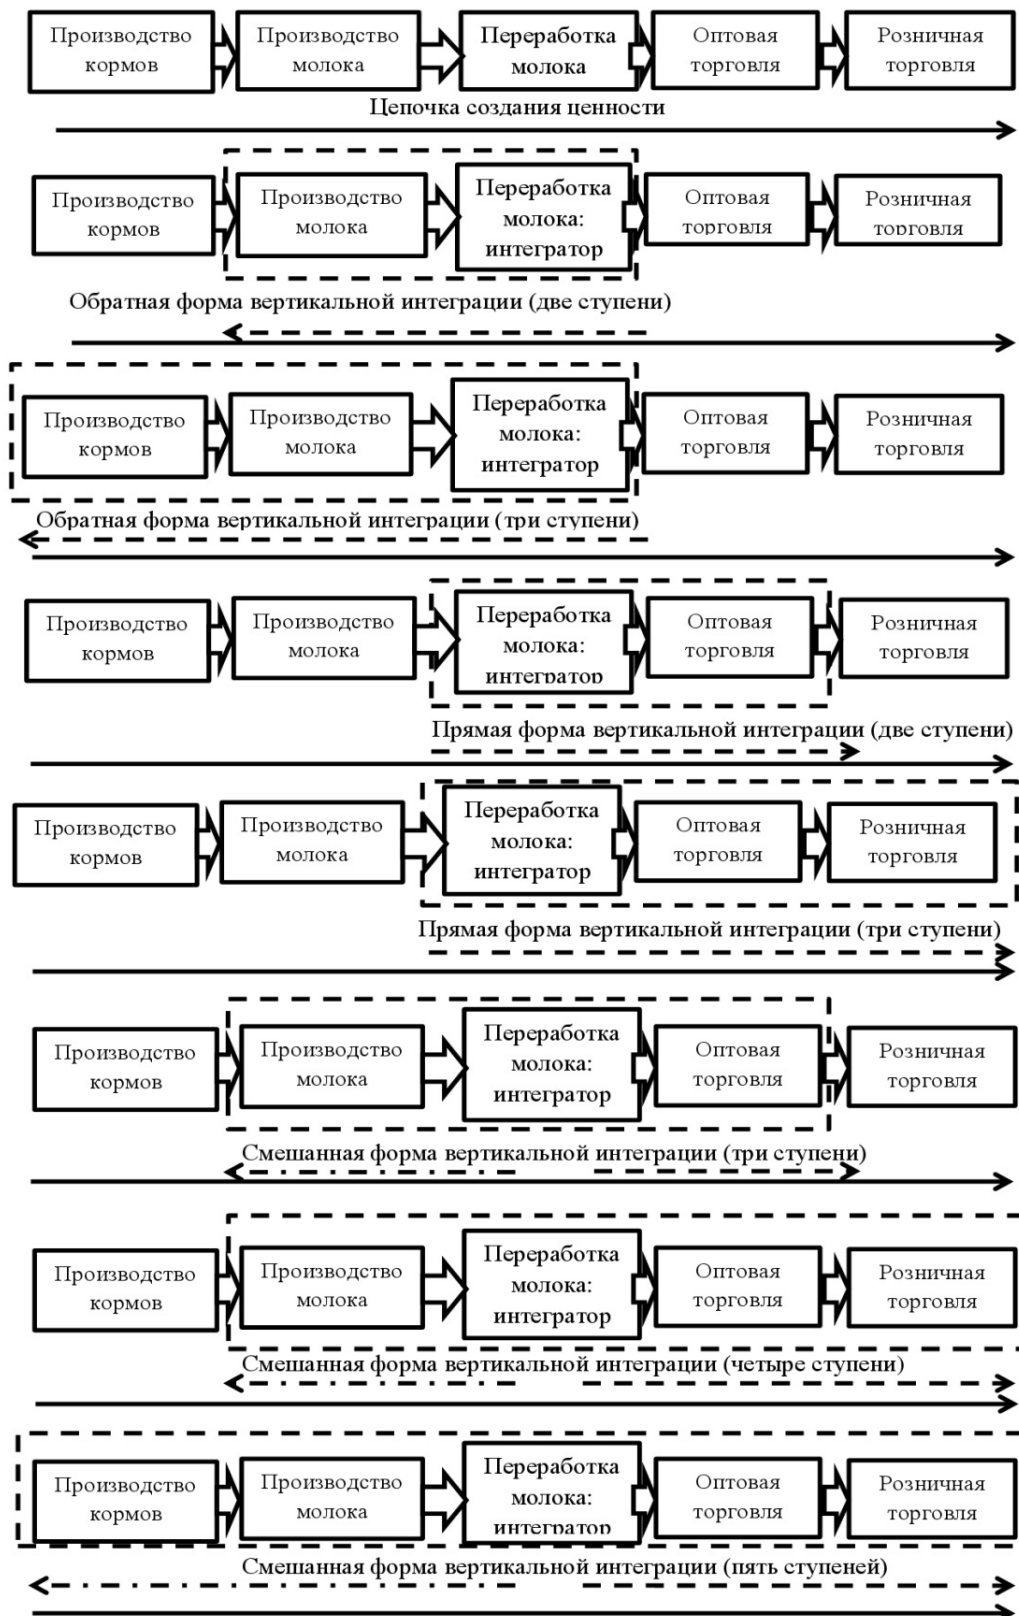 Производство
кормов
Производство
молока
Переработка
молока
Оптовая
торговля
Розничная
торговля
Цепочка создания ценности
Производство
кормов
Производство
молока
Переработка
молока:
интегратор
Оптовая
торговля
Розничная
торговля
Обратная форма вертикальной интеграции (две ступени)
Производство
кормов
Производство
молока
Переработка
молока:
интегратор
Оптовая
торговля
Розничная
торговля
Обратная форма вертикальной интеграции (три ступени)
Производство
кормов
Производство
молока
Переработка
молока:
интегратор
Оптовая
торговля
Розничная
торговля
Прямая форма вертикальной интеграции (две ступени)
Производство
кормов
Производство
молока
Переработка
молока:
интегратор
Оптовая
торговля
Розничная
торговля
Прямая форма вертикальной интеграции (три ступени)
Производство
кормов
Производство
молока
Переработка
молока:
интегратор
Оптовая
торговля
Розничная
торговля
Смешанная форма вертикальной интеграции (три ступени)
Производство
кормов
Производство
молока
Переработка
молока:
интегратор
Оптовая
торговля
Розничная
торговля
Смешанная форма вертикальной интеграции (четыре ступени)
Производство
кормов
Производство
молока
Переработка
молока:
интегратор
Оптовая
торговля
Розничная
торговля
Смешанная форма вертикальной интеграции (пять ступеней)